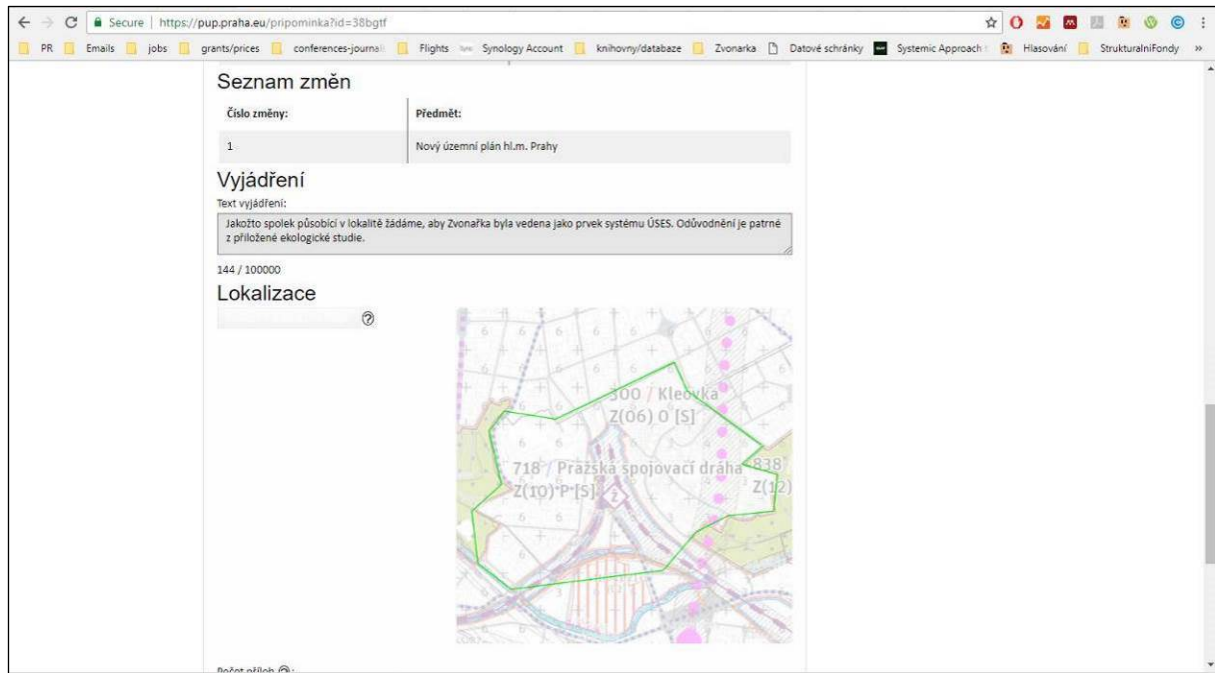 Secure | https://pup.praha.eu/pripominka?id=38bgtf
PR Emails jobs grants/prices conferences-journal Flights Synology Account knihovny/databaze Zvonarka Datové schránky Systemic Approach Hlasování StrukturalniFondy »
Seznam změn
Číslo změny: Předmět:
1 Nový územní plán hl.m. Prahy
Vyjádření
Text vyjádření:
Jakožto spolek působící v lokalitě žádáme, aby Zvonařka byla vedena jako prvek systému ÚSES. Odůvodnění je patrné
z přiložené ekologické studie.
144 / 100000
Lokalizace
300 / Kleovka
Z(06) O [S]
718 / Pražská spojovací dráha 838
Z(10) P [S] Z(12)
Ž
Počet příloh